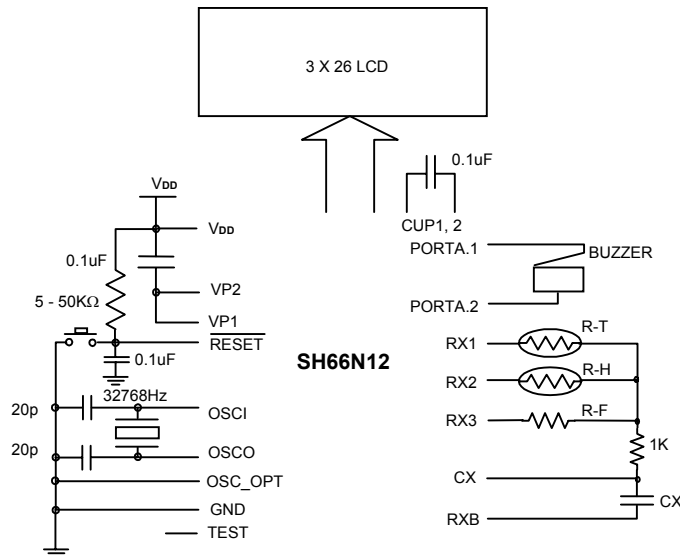 3 X 26 LCD
0.1uF
VDD
CUP1, 2
VDD
PORTA.1
BUZZER
0.1uF
VP2
5 - 50KΩ
PORTA.2
VP1
RESET
R-T
RX1
0.1uF
SH66N12
RX2
R-H
32768Hz
20p
OSCI
RX3
R-F
1K
20p
OSCO
CX
OSC_OPT
CX
GND
RXB
TEST